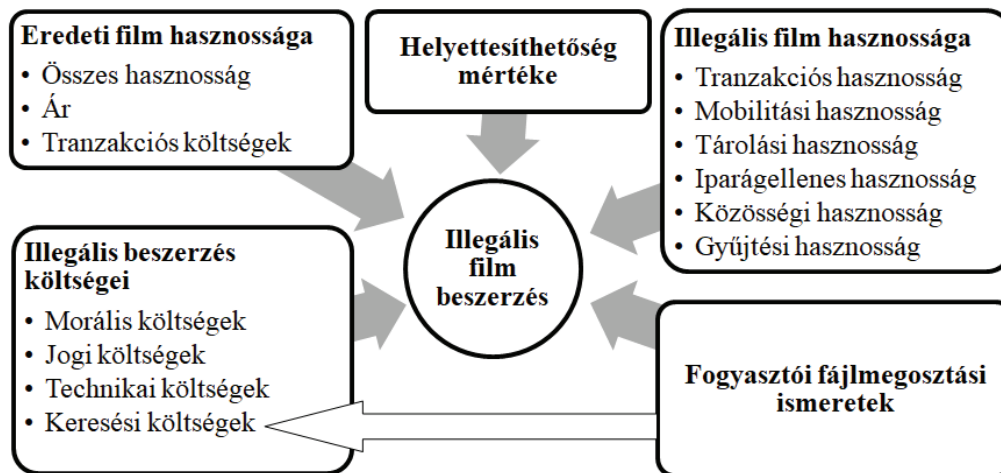 Eredeti film hasznossága
• Összes hasznosság
• Ár
• Tranzakciós költségek
Helyettesíthetőség
mértéke
Illegális film hasznossága
• Tranzakciós hasznosság
• Mobilitási hasznosság
• Tárolási hasznosság
• Iparágellenes hasznosság
• Közösségi hasznosság
• Gyűjtési hasznosság
Illegális
film
beszerzés
Illegális beszerzés
költségei
• Morális költségek
• Jogi költségek
• Technikai költségek
• Keresési költségek
Fogyasztói fájlmegosztási
ismeretek